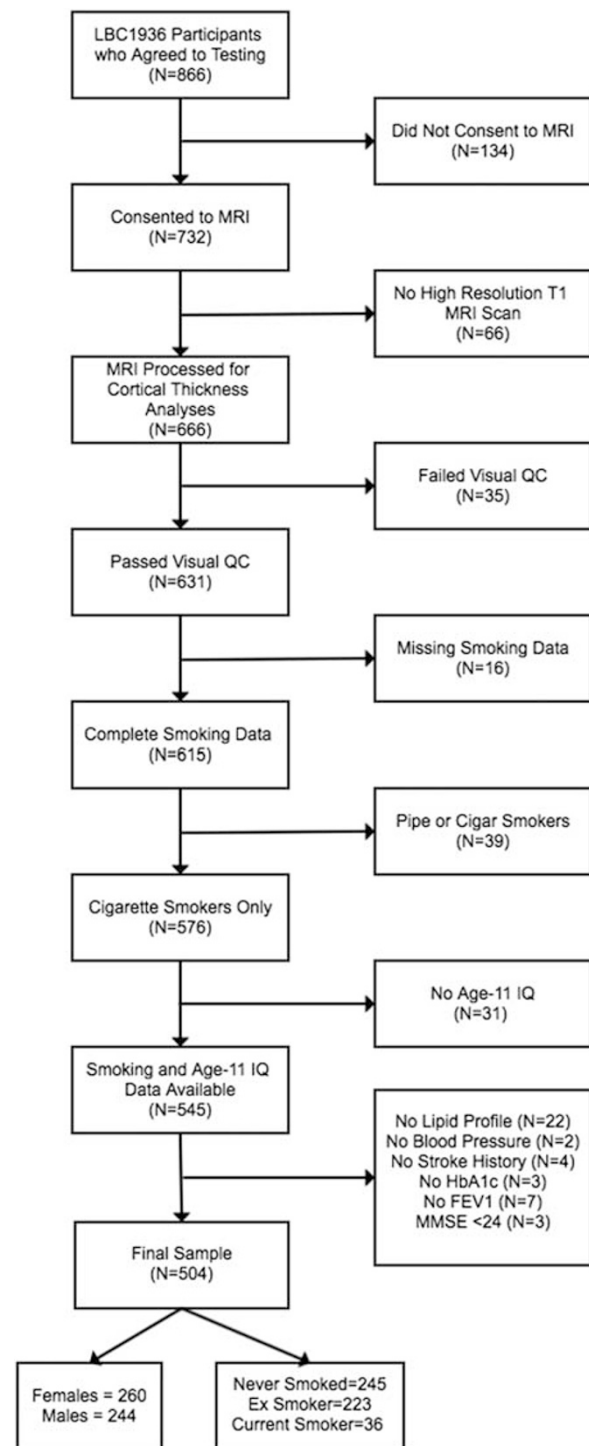 LBC1936 Participants
who Agreed to Testing
(N=866)
Did Not Consent to MRI
(N=134)
Consented to MRI
(N=732)
No High Resolution T1
MRI Scan
(N=66)
MRI Processed for
Cortical Thickness
Analyses
(N=666)
Failed Visual QC
(N=35)
Passed Visual QC
(N=631)
Missing Smoking Data
(N=16)
Complete Smoking Data
(N=615)
Pipe or Cigar Smokers
(N=39)
Cigarette Smokers Only
(N=576)
No Age-11 IQ
(N=31)
Smoking and Age-11 IQ
Data Available
(N=545)
No Lipid Profile (N=22)
No Blood Pressure (N=2)
No Stroke History (N=4)
No HbA1c (N=3)
No FEV1 (N=7)
MMSE <24 (N=3)
Final Sample
(N=504)
Females = 260
Males = 244
Never Smoked=245
Ex Smoker=223
Current Smoker=36